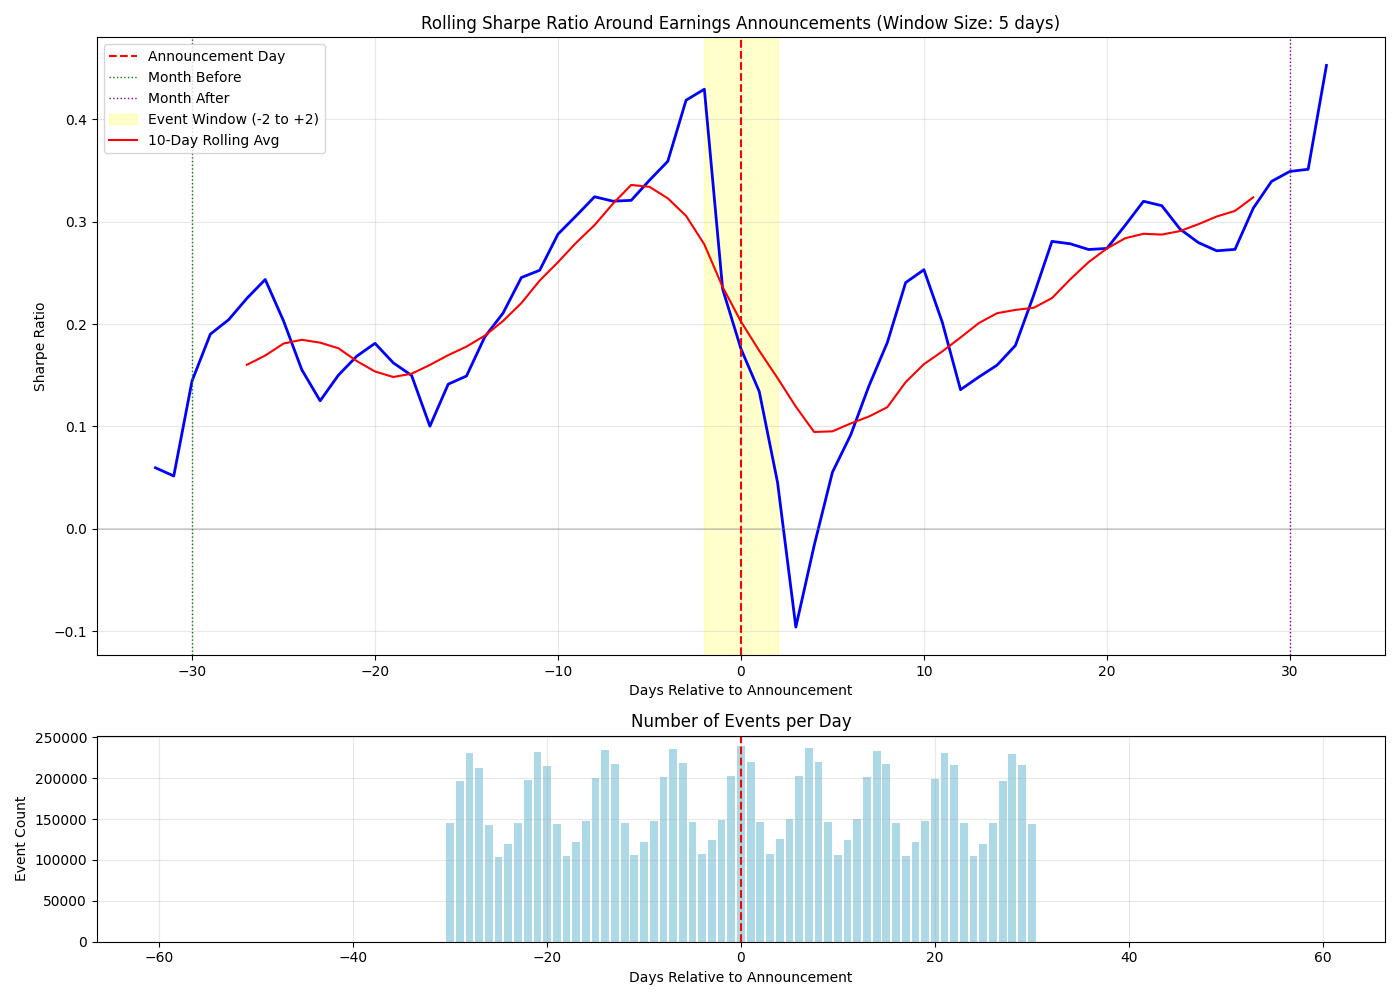 Rolling Sharpe Ratio Around Earnings Announcements (Window Size: 5 days)
Announcement Day
Month Before
Month After
Event Window (-2 to +2)
10-Day Rolling Avg
Sharpe Ratio
0.4
0.3
0.2
0.1
0.0
−0.1
−30 −20 −10 0 10 20 30
Days Relative to Announcement
Number of Events per Day
Event Count
250000
200000
150000
100000
50000
0
−60 −40 −20 0 20 40 60
Days Relative to Announcement